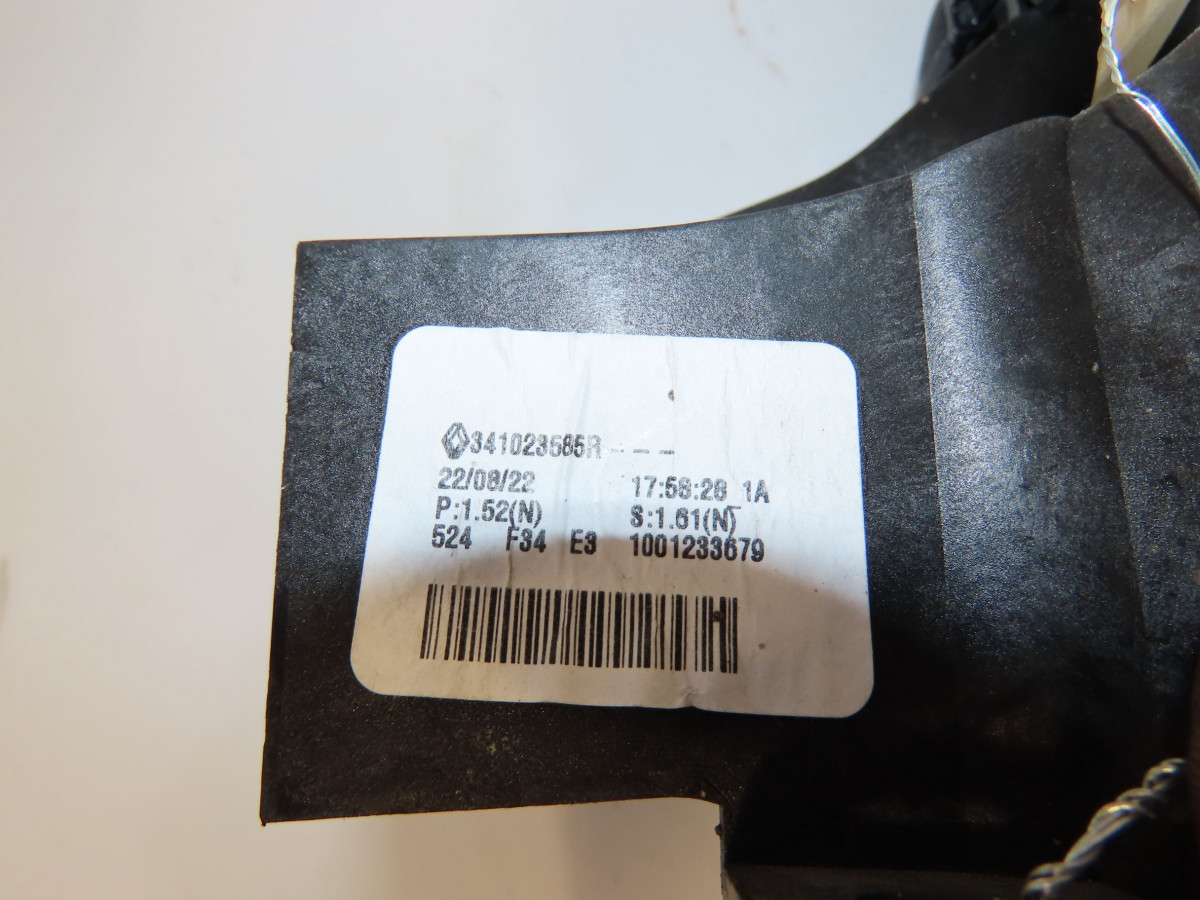 341023585R - - -
22/08/22 17:58:28 1A
P:1.52(N) S:1.61(N)
524 F34 E3 1001233679